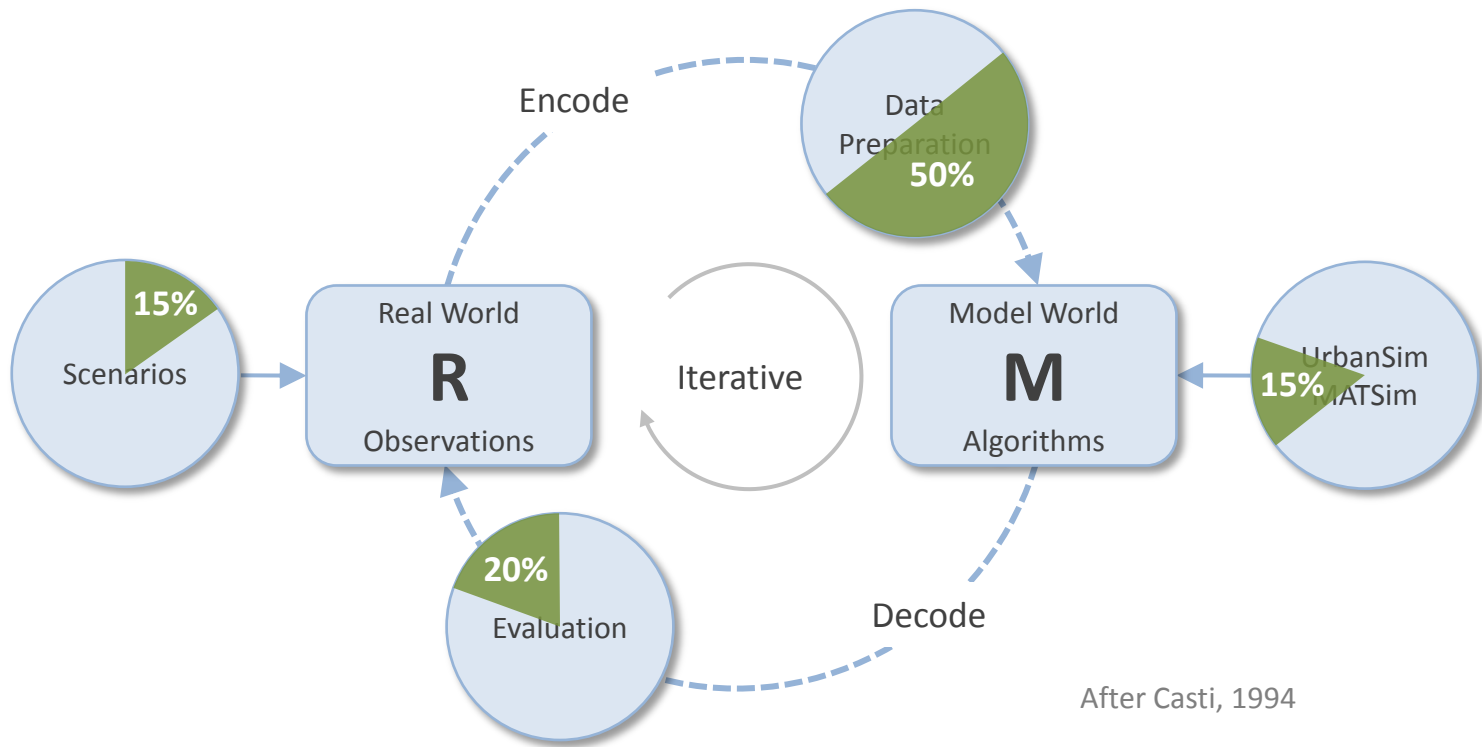 Encode
Data
Preparation
50%
15%
Scenarios
Real World
R
Observations
Iterative
Model World
M
Algorithms
UrbanSim
15%
MATSim
20%
Evaluation
Decode
After Casti, 1994